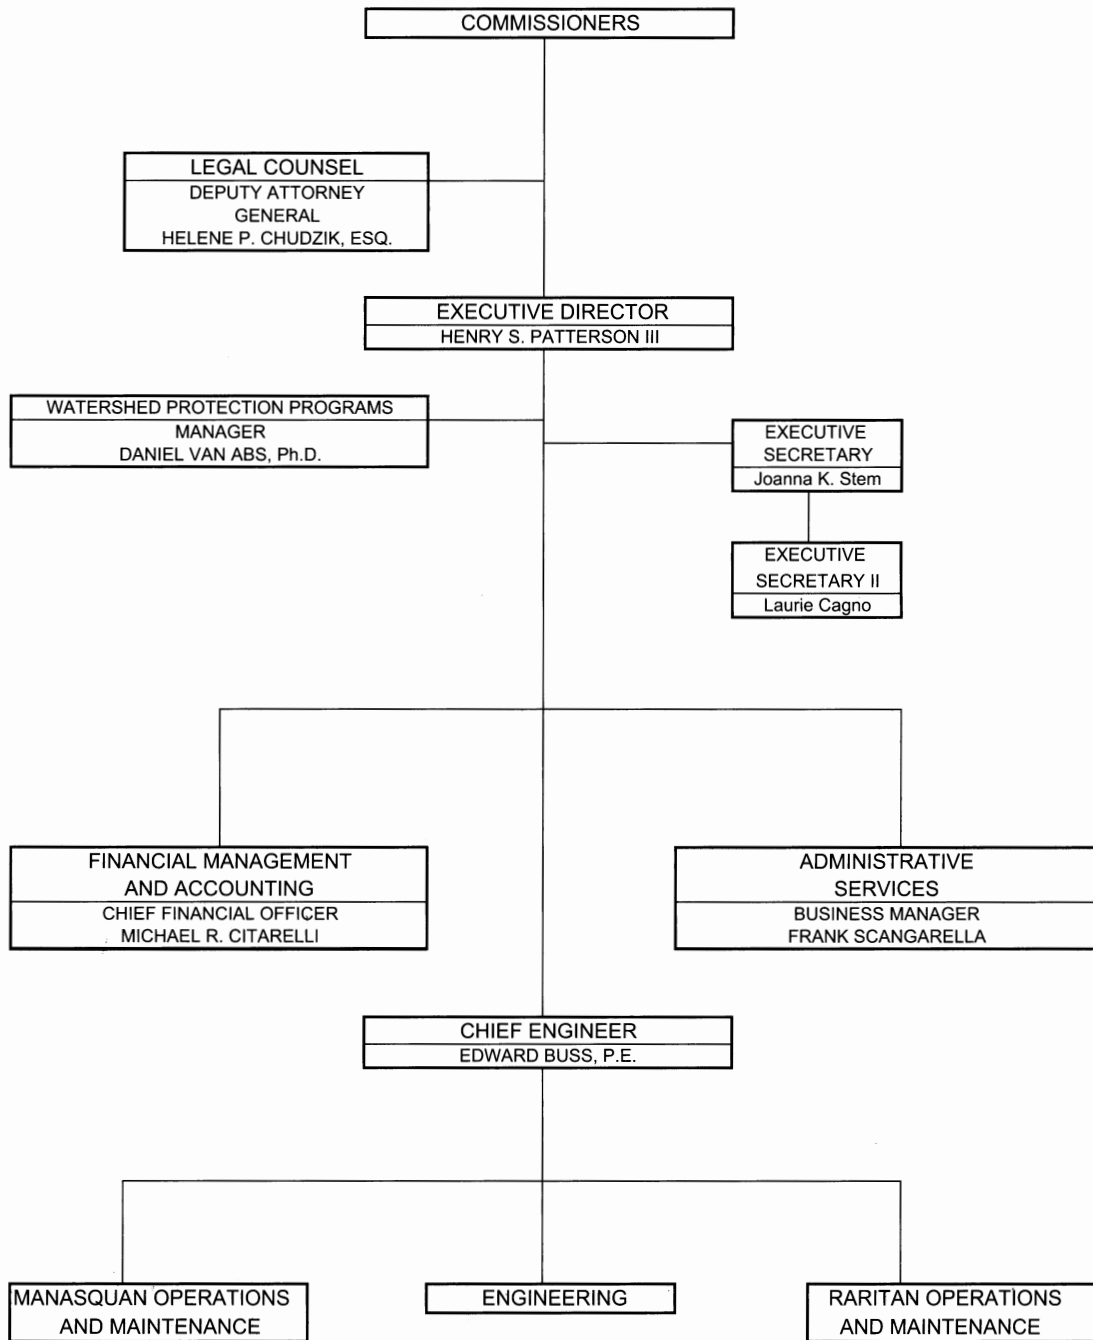 COMMISSIONERS
LEGAL COUNSEL
DEPUTY ATTORNEY
GENERAL
HELENE P. CHUDZIK, ESQ.
EXECUTIVE DIRECTOR
HENRY S. PATTERSON III
WATERSHED PROTECTION PROGRAMS
MANAGER
DANIEL VAN ABS, Ph.D.
EXECUTIVE
SECRETARY
Joanna K. Stem
EXECUTIVE
SECRETARY II
Laurie Cagno
FINANCIAL MANAGEMENT
AND ACCOUNTING
CHIEF FINANCIAL OFFICER
MICHAEL R. CITARELLI
ADMINISTRATIVE
SERVICES
BUSINESS MANAGER
FRANK SCANGARELLA
CHIEF ENGINEER
EDWARD BUSS, P.E.
MANASQUAN OPERATIONS
AND MAINTENANCE
ENGINEERING
RARITAN OPERATIONS
AND MAINTENANCE